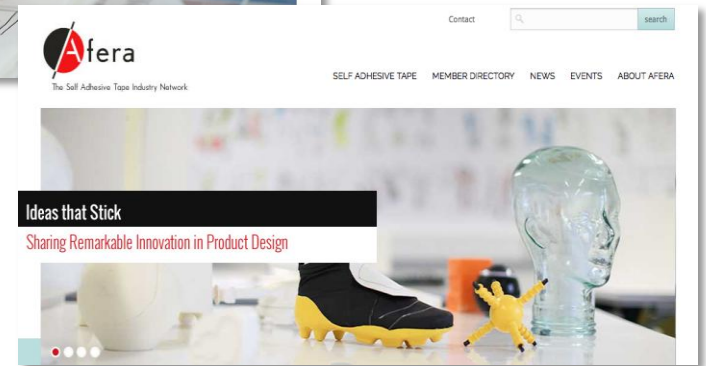 Contact
search
Afera
The Self Adhesive Tape Industry Network
SELF ADHESIVE TAPE MEMBER DIRECTORY NEWS EVENTS ABOUT AFERA
Ideas that Stick
Sharing Remarkable Innovation in Product Design